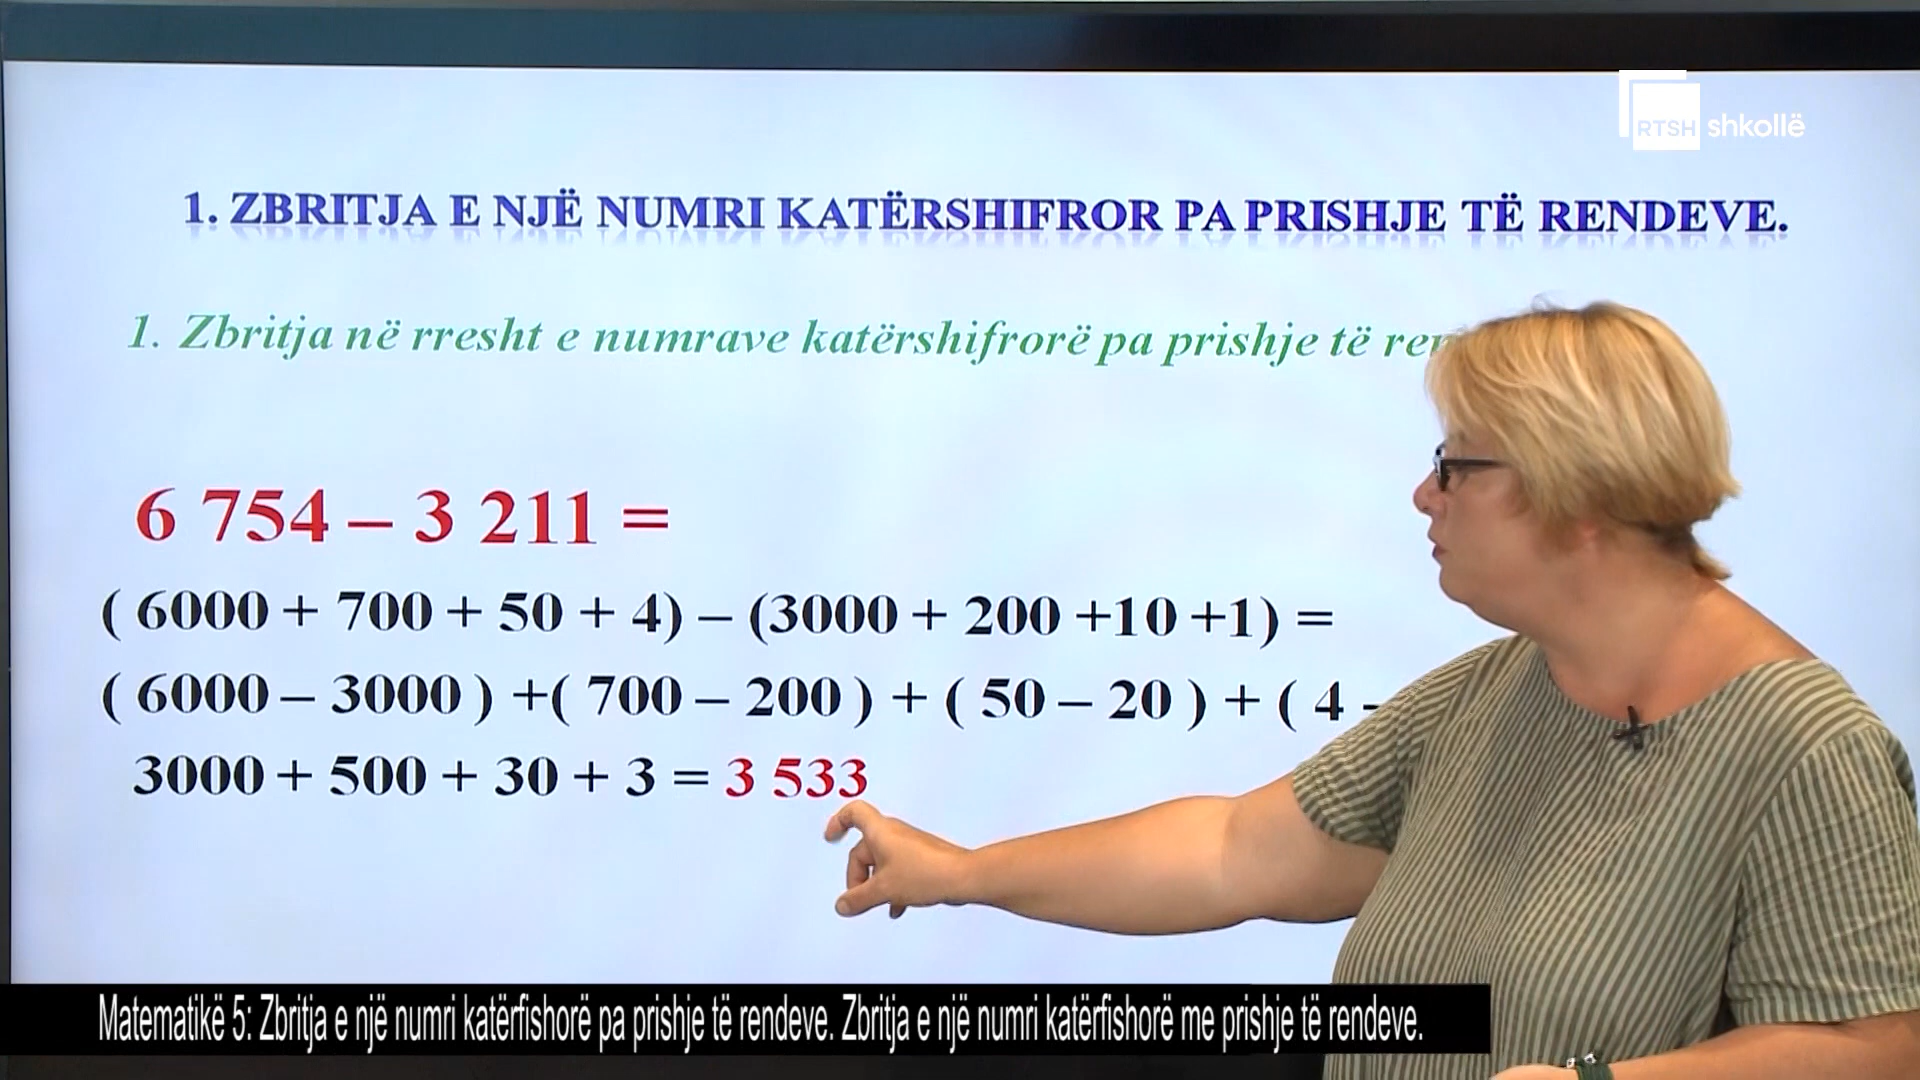 RTSH shkollë
1. ZBRITJA E NJË NUMRI KATËRSHIFROR PA PRISHJE TË RENDEVE.
1. Zbritja në rresht e numrave katërshifrorë pa prishje të
6 754 – 3 211 =
( 6000 + 700 + 50 + 4) – (3000 + 200 +10 +1) =
( 6000 – 3000 ) +( 700 – 200 ) + ( 50 – 20 ) + ( 4 -
3000 + 500 + 30 + 3 = 3 533
Matematikë 5: Zbritja e një numri katërfishorë pa prishje të rendeve. Zbritja e një numri katërfishorë me prishje të rendeve.